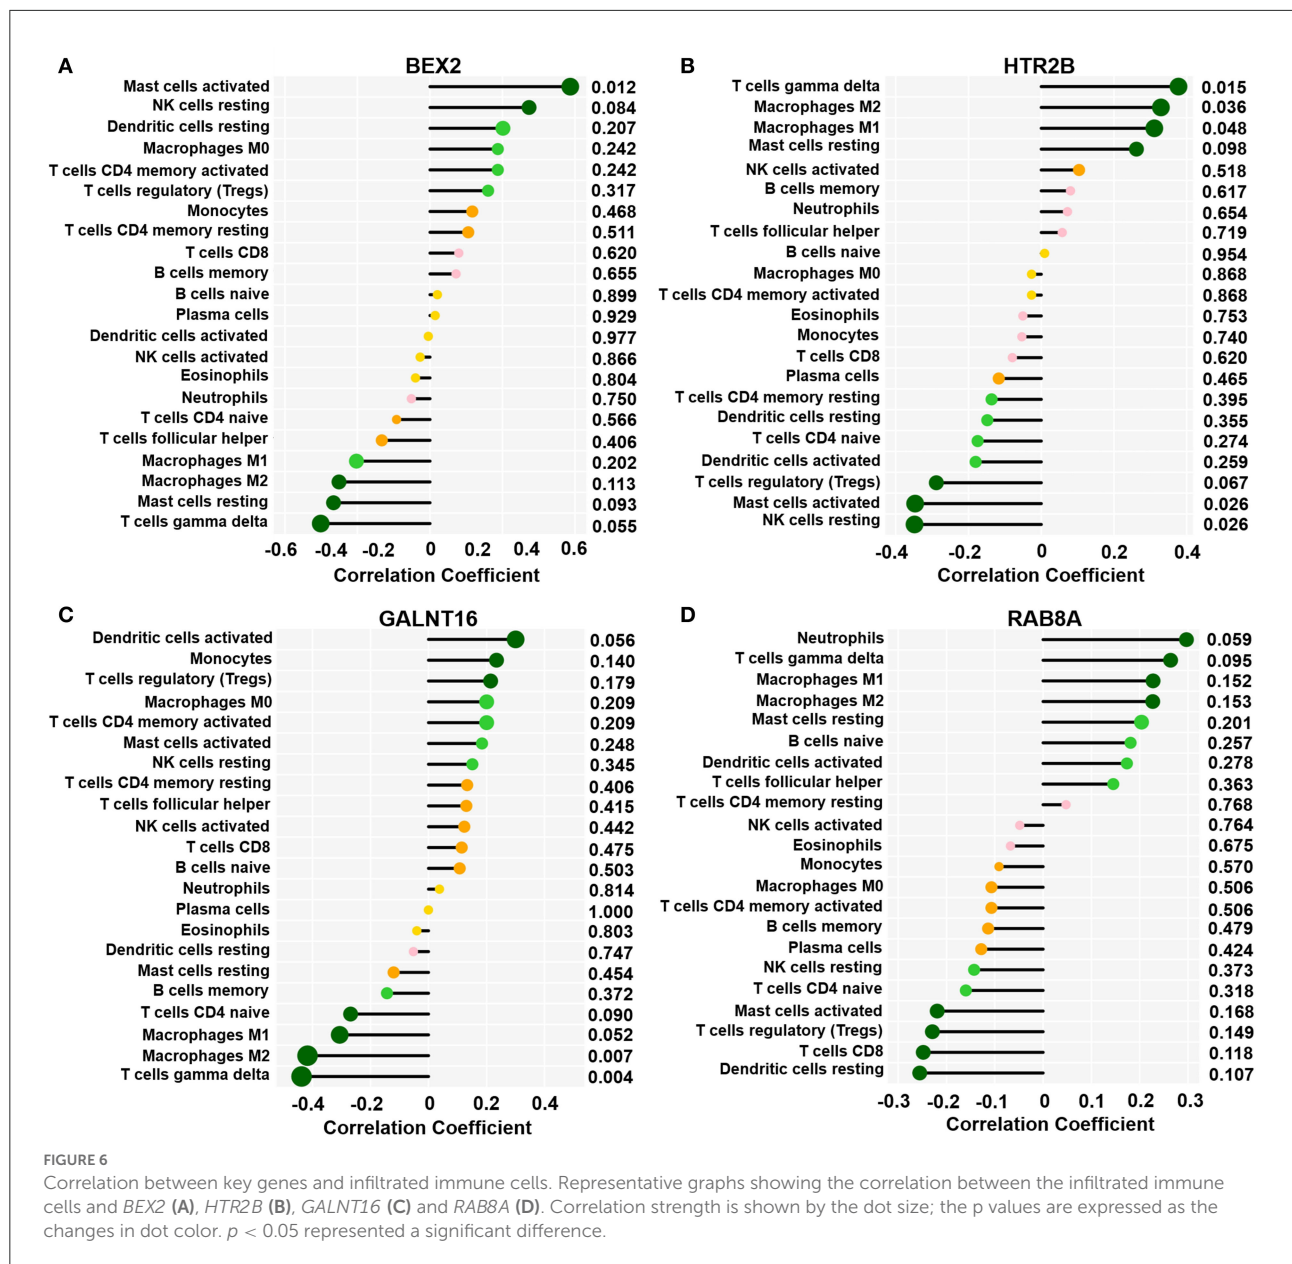 A
BEX2
Mast cells activated 0.012
NK cells resting 0.084
Dendritic cells resting 0.207
Macrophages M0 0.242
T cells CD4 memory activated 0.242
T cells regulatory (Tregs) 0.317
Monocytes 0.468
T cells CD4 memory resting 0.511
T cells CD8 0.620
B cells memory 0.655
B cells naive 0.899
Plasma cells 0.929
Dendritic cells activated 0.977
NK cells activated 0.866
Eosinophils 0.804
Neutrophils 0.750
T cells CD4 naive 0.566
T cells follicular helper 0.406
Macrophages M1 0.202
Macrophages M2 0.113
Mast cells resting 0.093
T cells gamma delta 0.055
-0.6 -0.4 -0.2 0 0.2 0.4 0.6
Correlation Coefficient
B
HTR2B
T cells gamma delta 0.015
Macrophages M2 0.036
Macrophages M1 0.048
Mast cells resting 0.098
NK cells activated 0.518
B cells memory 0.617
Neutrophils 0.654
T cells follicular helper 0.719
B cells naive 0.954
Macrophages M0 0.868
T cells CD4 memory activated 0.868
Eosinophils 0.753
Monocytes 0.740
T cells CD8 0.620
Plasma cells 0.465
T cells CD4 memory resting 0.395
Dendritic cells resting 0.355
T cells CD4 naive 0.274
Dendritic cells activated 0.259
T cells regulatory (Tregs) 0.067
Mast cells activated 0.026
NK cells resting 0.026
-0.4 -0.2 0 0.2 0.4
Correlation Coefficient
C
GALNT16
Dendritic cells activated 0.056
Monocytes 0.140
T cells regulatory (Tregs) 0.179
Macrophages M0 0.209
T cells CD4 memory activated 0.209
Mast cells activated 0.248
NK cells resting 0.345
T cells CD4 memory resting 0.406
T cells follicular helper 0.415
NK cells activated 0.442
T cells CD8 0.475
B cells naive 0.503
Neutrophils 0.814
Plasma cells 1.000
Eosinophils 0.803
Dendritic cells resting 0.747
Mast cells resting 0.454
B cells memory 0.372
T cells CD4 naive 0.090
Macrophages M1 0.052
Macrophages M2 0.007
T cells gamma delta 0.004
-0.4 -0.2 0 0.2 0.4
Correlation Coefficient
D
RAB8A
Neutrophils 0.059
T cells gamma delta 0.095
Macrophages M1 0.152
Macrophages M2 0.153
Mast cells resting 0.201
B cells naive 0.257
Dendritic cells activated 0.278
T cells follicular helper 0.363
T cells CD4 memory resting 0.768
NK cells activated 0.764
Eosinophils 0.675
Monocytes 0.570
Macrophages M0 0.506
T cells CD4 memory activated 0.506
B cells memory 0.479
Plasma cells 0.424
NK cells resting 0.373
T cells CD4 naive 0.318
Mast cells activated 0.168
T cells regulatory (Tregs) 0.149
T cells CD8 0.118
Dendritic cells resting 0.107
-0.3 -0.2 -0.1 0 0.1 0.2 0.3
Correlation Coefficient
FIGURE 6
Correlation between key genes and infiltrated immune cells. Representative graphs showing the correlation between the infiltrated immune
cells and BEX2 (A), HTR2B (B), GALNT16 (C) and RAB8A (D). Correlation strength is shown by the dot size; the p values are expressed as the
changes in dot color. p < 0.05 represented a significant difference.